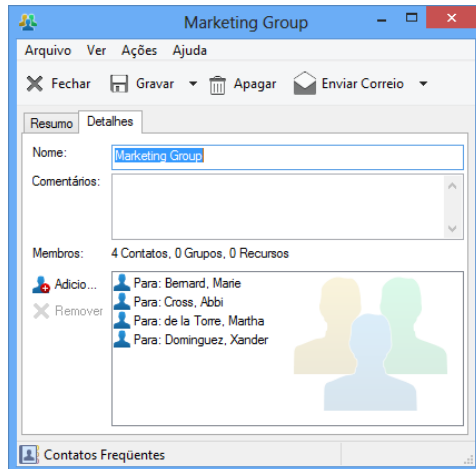 Marketing Group
Arquivo Ver Ações Ajuda
Fechar Gravar Apagar Enviar Correio
Resumo Detalhes
Nome: Marketing Group
Comentários:
Membros: 4 Contatos, 0 Grupos, 0 Recursos
Adicio...
Remover
Para: Bernard, Marie
Para: Cross, Abbi
Para: de la Torre, Martha
Para: Dominguez, Xander
Contatos Freqüentes